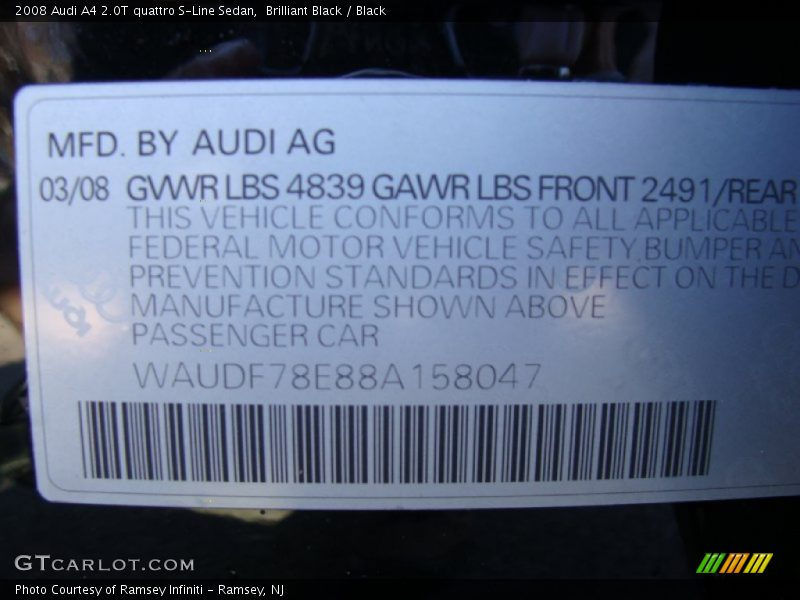 2008 Audi A4 2.0T quattro S-Line Sedan, Brilliant Black / Black
MFD. BY AUDI AG
03/08 GVWR LBS 4839 GAWR LBS FRONT 2491/REAR
THIS VEHICLE CONFORMS TO ALL APPLICABLE
FEDERAL MOTOR VEHICLE SAFETY, BUMPER AN
PREVENTION STANDARDS IN EFFECT ON THE D
MANUFACTURE SHOWN ABOVE
PASSENGER CAR
WAUDF78E88A158047
GTCARLOT.COM
Photo Courtesy of Ramsey Infiniti - Ramsey, NJ